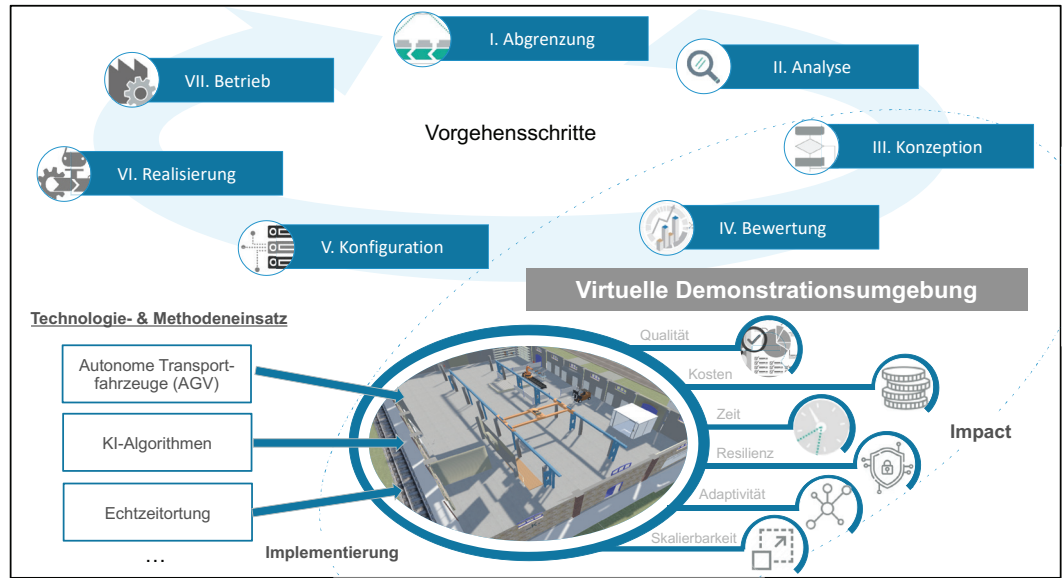 I. Abgrenzung
II. Analyse
III. Konzeption
IV. Bewertung
V. Konfiguration
VI. Realisierung
VII. Betrieb
Vorgehensschritte
Virtuelle Demonstrationsumgebung
Technologie- & Methodeneinsatz
Autonome Transport-
fahrzeuge (AGV)
KI-Algorithmen
Echtzeitortung
…
Implementierung
Qualität
Kosten
Zeit
Resilienz
Adaptivität
Skalierbarkeit
Impact